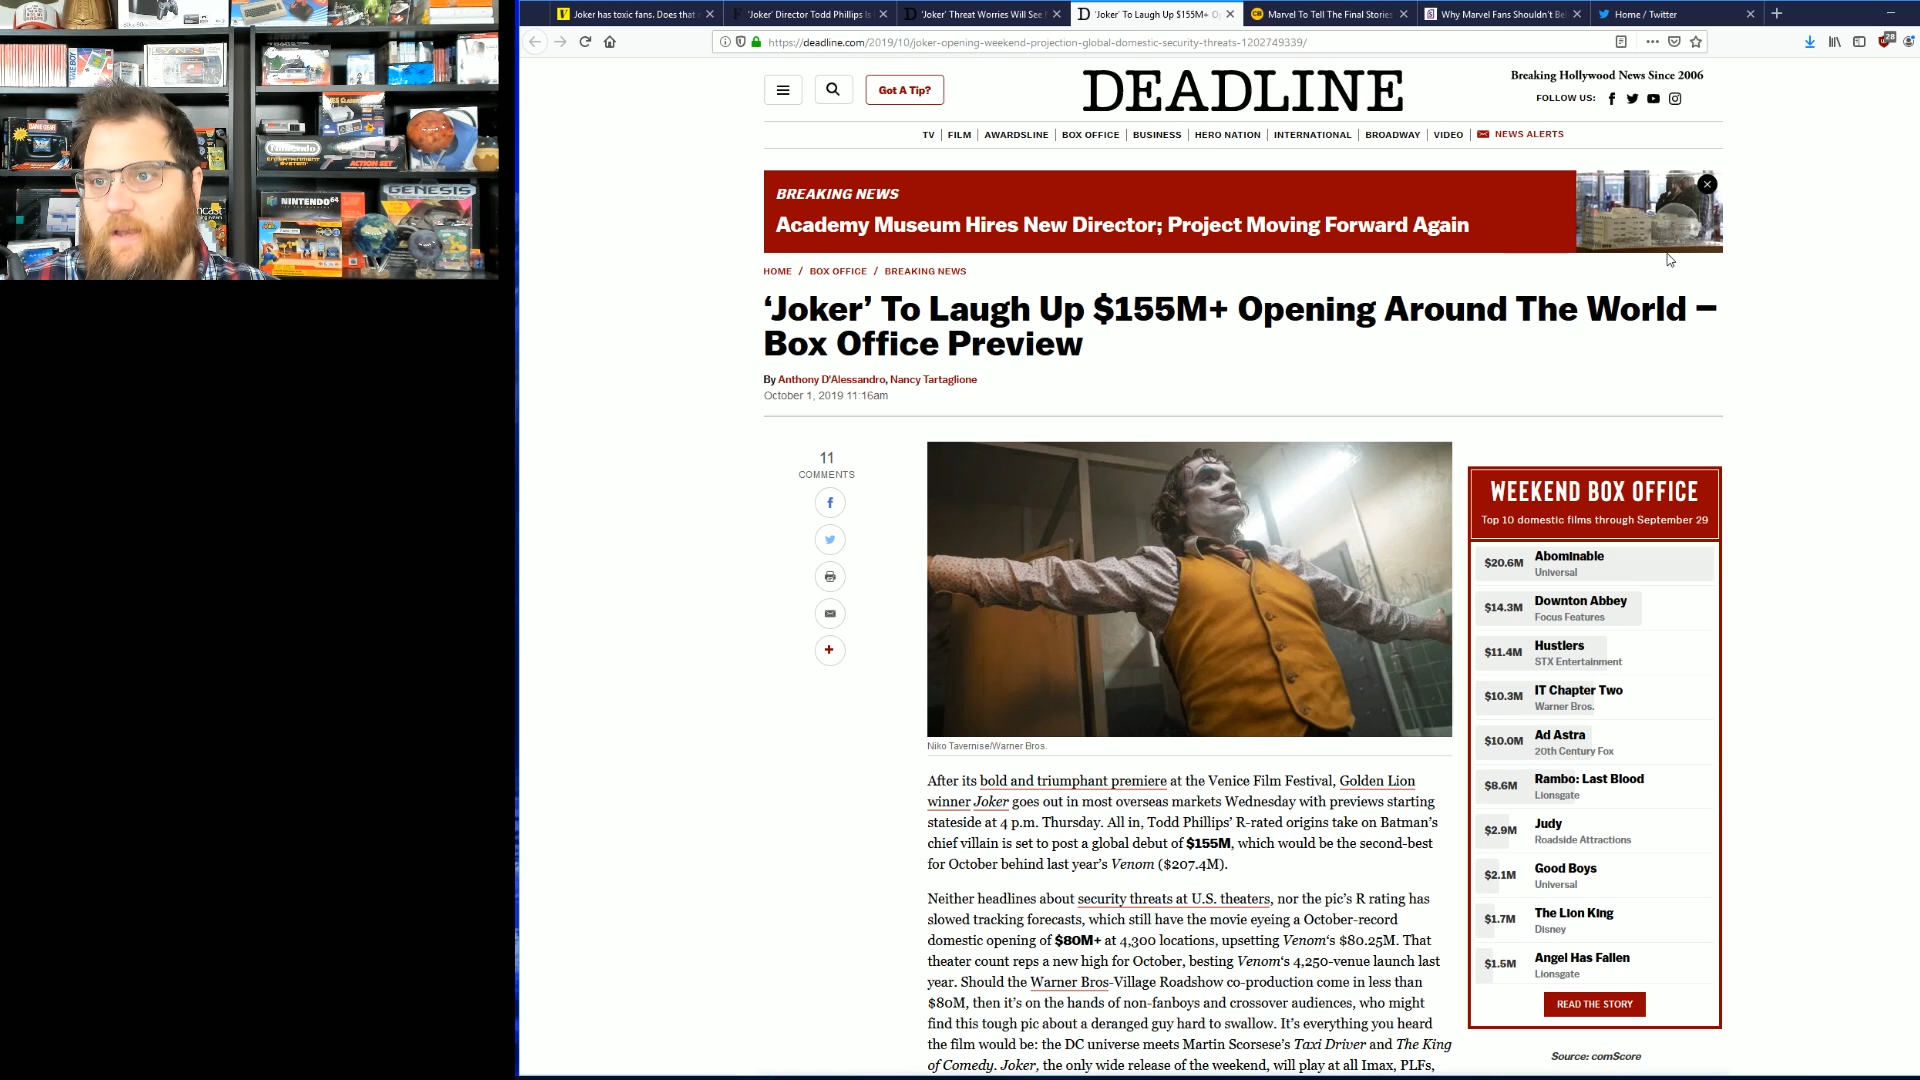 Joker has toxic fans. Does that
'Joker' Director Todd Phillips Is
'Joker' Threat Worries Will See
'Joker' To Laugh Up $155M+ Op
Marvel To Tell The Final Stories
Why Marvel Fans Shouldn't Be
Home / Twitter
https://deadline.com/2019/10/joker-opening-weekend-projection-global-domestic-security-threats-1202749339/
28
Got A Tip?
DEADLINE
Breaking Hollywood News Since 2006
FOLLOW US:
TV | FILM | AWARDSLINE | BOX OFFICE | BUSINESS | HERO NATION | INTERNATIONAL | BROADWAY | VIDEO | NEWS ALERTS
BREAKING NEWS
Academy Museum Hires New Director; Project Moving Forward Again
HOME / BOX OFFICE / BREAKING NEWS
‘Joker’ To Laugh Up $155M+ Opening Around The World –
Box Office Preview
By Anthony D'Alessandro, Nancy Tartaglione
October 1, 2019 11:16am
11
COMMENTS
Niko Tavernise/Warner Bros.
After its bold and triumphant premiere at the Venice Film Festival, Golden Lion
winner Joker goes out in most overseas markets Wednesday with previews starting
stateside at 4 p.m. Thursday. All in, Todd Phillips’ R-rated origins take on Batman’s
chief villain is set to post a global debut of $155M, which would be the second-best
for October behind last year’s Venom ($207.4M).
Neither headlines about security threats at U.S. theaters, nor the pic’s R rating has
slowed tracking forecasts, which still have the movie eyeing a October-record
domestic opening of $80M+ at 4,300 locations, upsetting Venom‘s $80.25M. That
theater count reps a new high for October, besting Venom‘s 4,250-venue launch last
year. Should the Warner Bros-Village Roadshow co-production come in less than
$80M, then it’s on the hands of non-fanboys and crossover audiences, who might
find this tough pic about a deranged guy hard to swallow. It’s everything you heard
the film would be: the DC universe meets Martin Scorsese’s Taxi Driver and The King
of Comedy. Joker, the only wide release of the weekend, will play at all Imax, PLFs,
WEEKEND BOX OFFICE
Top 10 domestic films through September 29
$20.6M Abominable
Universal
$14.3M Downton Abbey
Focus Features
$11.4M Hustlers
STX Entertainment
$10.3M IT Chapter Two
Warner Bros.
$10.0M Ad Astra
20th Century Fox
$8.6M Rambo: Last Blood
Lionsgate
$2.9M Judy
Roadside Attractions
$2.1M Good Boys
Universal
$1.7M The Lion King
Disney
$1.5M Angel Has Fallen
Lionsgate
READ THE STORY
Source: comScore
LYNX
GAME GEAR
Nintendo
ENTERTAINMENT SYSTEM
ACTION SET
NINTENDO 64
GENESIS